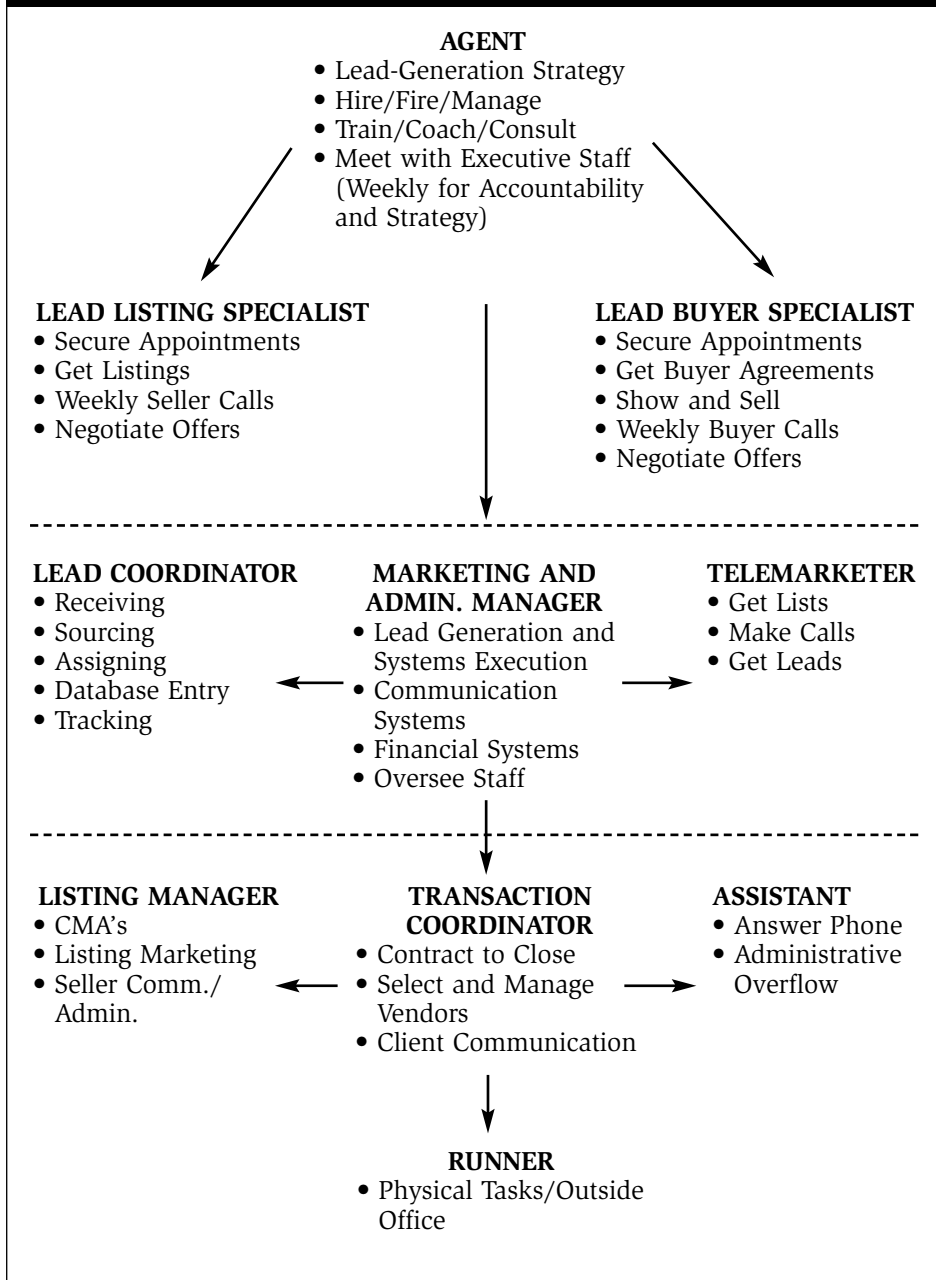 AGENT
• Lead-Generation Strategy
• Hire/Fire/Manage
• Train/Coach/Consult
• Meet with Executive Staff
(Weekly for Accountability
and Strategy)
LEAD LISTING SPECIALIST
• Secure Appointments
• Get Listings
• Weekly Seller Calls
• Negotiate Offers
LEAD BUYER SPECIALIST
• Secure Appointments
• Get Buyer Agreements
• Show and Sell
• Weekly Buyer Calls
• Negotiate Offers
LEAD COORDINATOR
• Receiving
• Sourcing
• Assigning
• Database Entry
• Tracking
MARKETING AND
ADMIN. MANAGER
• Lead Generation and
Systems Execution
• Communication
Systems
• Financial Systems
• Oversee Staff
TELEMARKETER
• Get Lists
• Make Calls
• Get Leads
LISTING MANAGER
• CMA's
• Listing Marketing
• Seller Comm./
Admin.
TRANSACTION
COORDINATOR
• Contract to Close
• Select and Manage
Vendors
• Client Communication
ASSISTANT
• Answer Phone
• Administrative
Overflow
RUNNER
• Physical Tasks/Outside
Office